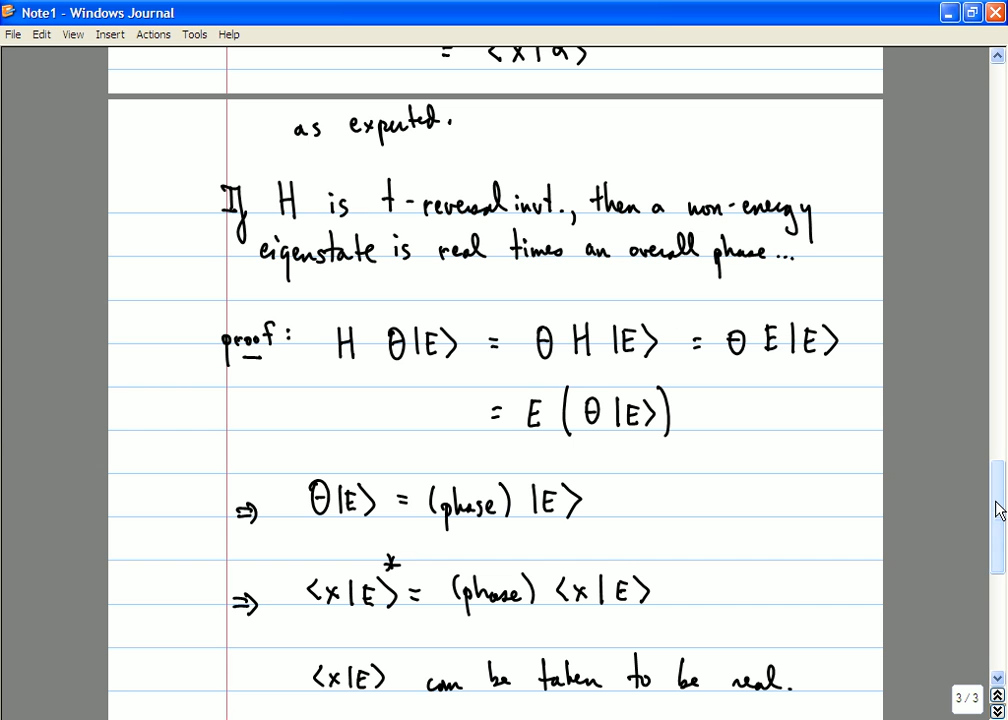 Note1 - Windows Journal
File Edit View Insert Actions Tools Help
= <x|a>
as expected.
If H is t-reversal invt., then a non-energy
eigenstate is real times an overall phase...
proof: H Θ|E> = Θ H |E> = Θ E|E>
= E (Θ|E>)
⇒ Θ|E> = (phase) |E>
⇒ <x|E>* = (phase) <x|E>
<x|E> can be taken to be real.
3/3